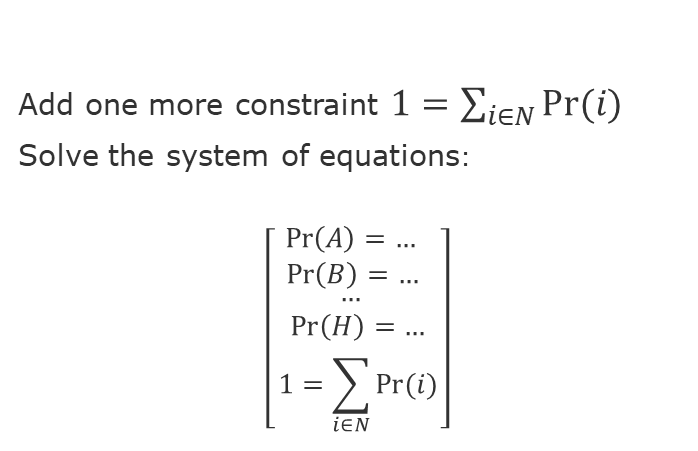 Add one more constraint 1 = ∑_{i∈N} Pr(i)
Solve the system of equations:
Pr(A) = ...
Pr(B) = ...
...
Pr(H) = ...
1 = ∑_{i∈N} Pr(i)